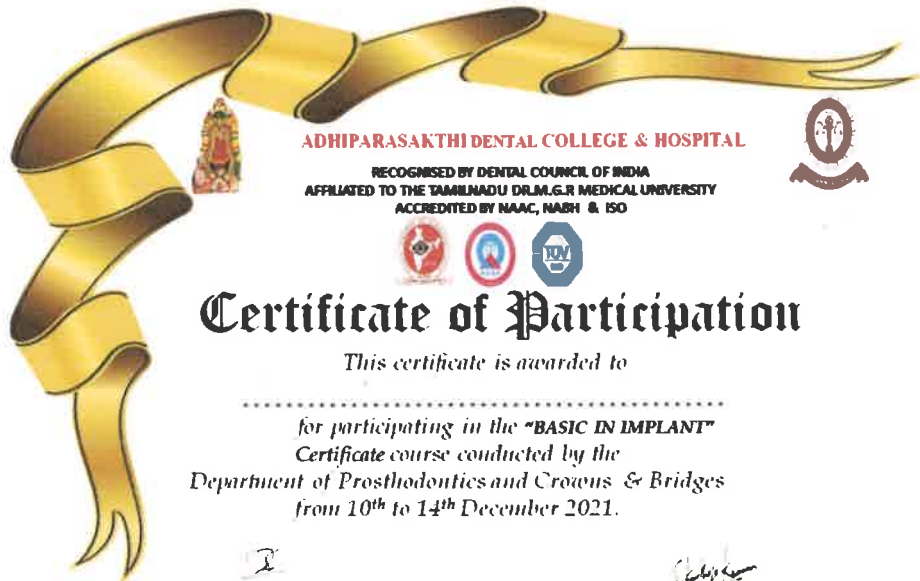 ADHIPARASAKTHI DENTAL COLLEGE & HOSPITAL
RECOGNISED BY DENTAL COUNCIL OF INDIA
AFFILIATED TO THE TAMILNADU DR.M.G.R MEDICAL UNIVERSITY
ACCREDITED BY NAAC, NABH & ISO
TUV
Certificate of Participation
This certificate is awarded to
................................................................
for participating in the "BASIC IN IMPLANT"
Certificate course conducted by the
Department of Prosthodontics and Crowns & Bridges
from 10th to 14th December 2021.